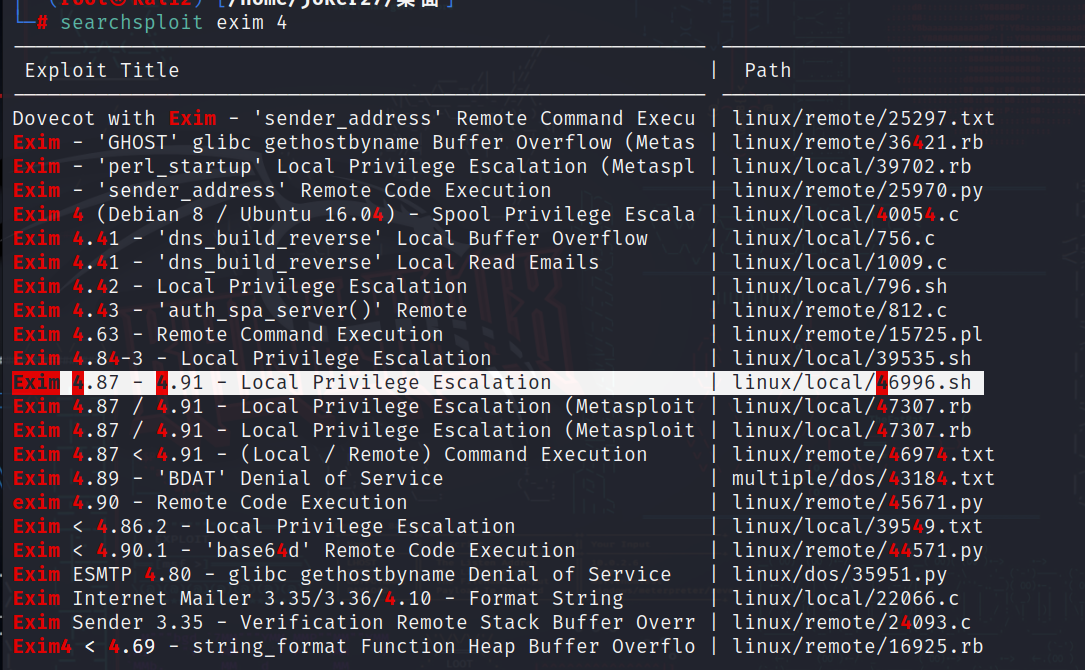 (root㉿kali2) [/home/joker27/桌面]
└─# searchsploit exim 4
Exploit Title | Path
Dovecot with Exim - 'sender_address' Remote Command Execu | linux/remote/25297.txt
Exim - 'GHOST' glibc gethostbyname Buffer Overflow (Metas | linux/remote/36421.rb
Exim - 'perl_startup' Local Privilege Escalation (Metaspl | linux/local/39702.rb
Exim - 'sender_address' Remote Code Execution | linux/remote/25970.py
Exim 4 (Debian 8 / Ubuntu 16.04) - Spool Privilege Escala | linux/local/40054.c
Exim 4.41 - 'dns_build_reverse' Local Buffer Overflow | linux/local/756.c
Exim 4.41 - 'dns_build_reverse' Local Read Emails | linux/local/1009.c
Exim 4.42 - Local Privilege Escalation | linux/local/796.sh
Exim 4.43 - 'auth_spa_server()' Remote | linux/remote/812.c
Exim 4.63 - Remote Command Execution | linux/remote/15725.pl
Exim 4.84-3 - Local Privilege Escalation | linux/local/39535.sh
Exim 4.87 - 4.91 - Local Privilege Escalation | linux/local/46996.sh
Exim 4.87 / 4.91 - Local Privilege Escalation (Metasploit | linux/local/47307.rb
Exim 4.87 / 4.91 - Local Privilege Escalation (Metasploit | linux/local/47307.rb
Exim 4.87 < 4.91 - (Local / Remote) Command Execution | linux/remote/46974.txt
Exim 4.89 - 'BDAT' Denial of Service | multiple/dos/43184.txt
exim 4.90 - Remote Code Execution | linux/remote/45671.py
Exim < 4.86.2 - Local Privilege Escalation | linux/local/39549.txt
Exim < 4.90.1 - 'base64d' Remote Code Execution | linux/remote/44571.py
Exim ESMTP 4.80 - glibc gethostbyname Denial of Service | linux/dos/35951.py
Exim Internet Mailer 3.35/3.36/4.10 - Format String | linux/local/22066.c
Exim Sender 3.35 - Verification Remote Stack Buffer Overr | linux/remote/24093.c
Exim4 < 4.69 - string_format Function Heap Buffer Overflo | linux/remote/16925.rb